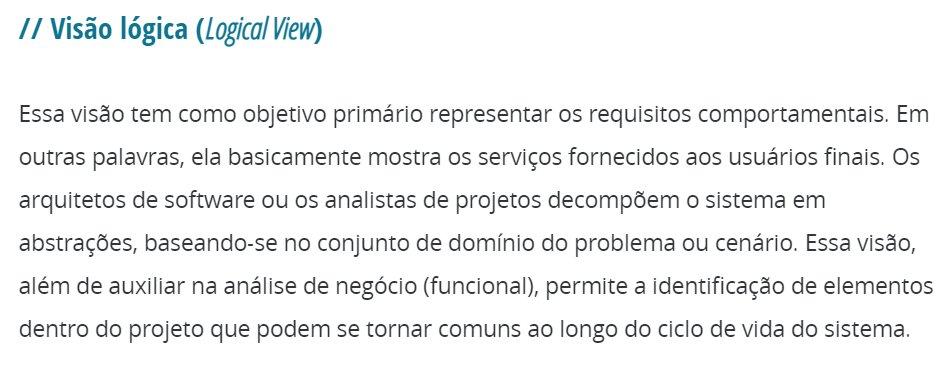 // Visão lógica (Logical View)
Essa visão tem como objetivo primário representar os requisitos comportamentais. Em
outras palavras, ela basicamente mostra os serviços fornecidos aos usuários finais. Os
arquitetos de software ou os analistas de projetos decompõem o sistema em
abstrações, baseando-se no conjunto de domínio do problema ou cenário. Essa visão,
além de auxiliar na análise de negócio (funcional), permite a identificação de elementos
dentro do projeto que podem se tornar comuns ao longo do ciclo de vida do sistema.